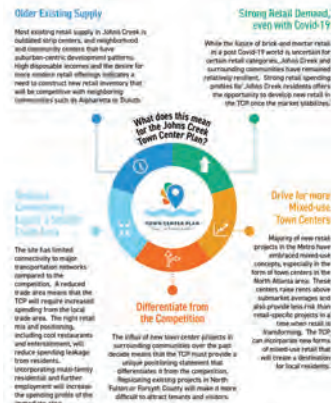 Older Existing Supply
Most existing retail supply in Johns Creek is
outdated strip centers, and neighborhood
and community centers that have
suburban-centric development patterns.
High disposable incomes and the desire for
more modern retail offerings indicates a
need to construct new retail inventory that
will be competitive with neighboring
communities such as Alpharetta or Duluth.
Strong Retail Demand,
even with Covid-19
While the future of brick-and-mortar retail
in a post Covid-19 world is uncertain for
certain retail categories, Johns Creek and
surrounding communities have remained
relatively resilient. Strong retail spending
profiles for Johns Creek residents offers
the opportunity to develop new retail in
the TCP once the market stabilizes.
What does this mean
for the Johns Creek
Town Center Plan?
TOWN CENTER PLAN
Reduced
Connectivity
Equals a Smaller
Trade Area
The site has limited
connectivity to major
transportation networks
compared to the
competition. A reduced
trade area means that the
TCP will require increased
spending from the local
trade area. The right retail
mix and positioning,
including cool restaurants
and entertainment, will
reduce spending leakage
from residents.
Incorporating multi-family
residential and further
employment will increase
the spending profile of the
Drive for more
Mixed-use
Town Centers
Majority of new retail
projects in the Metro have
embraced mixed-use
concepts, especially in the
form of town centers in the
North Atlanta area. These
centers raise rents above
submarket averages and
also provide less risk than
retail-specific projects in a
time when retail is
transforming. The TCP
can incorporate new forms
of mixed-use retail that
will create a destination
for local residents.
Differentiate from
the Competition
The influx of new town center projects in
surrounding communities over the past
decade means that the TCP must provide a
unique positioning statement that
differentiates it from the competition.
Replicating existing projects in North
Fulton or Forsyth County will make it more
difficult to attract tenants and visitors.